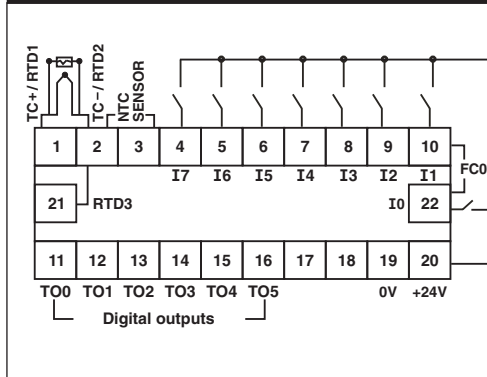 TC+/ RTD1
TC-/ RTD2
NTC
SENSOR
1 2 3 4 5 6 7 8 9 10
I7 I6 I5 I4 I3 I2 I1
FC0
21 RTD3 I0 22
11 12 13 14 15 16 17 18 19 20
TO0 TO1 TO2 TO3 TO4 TO5 0V +24V
Digital outputs